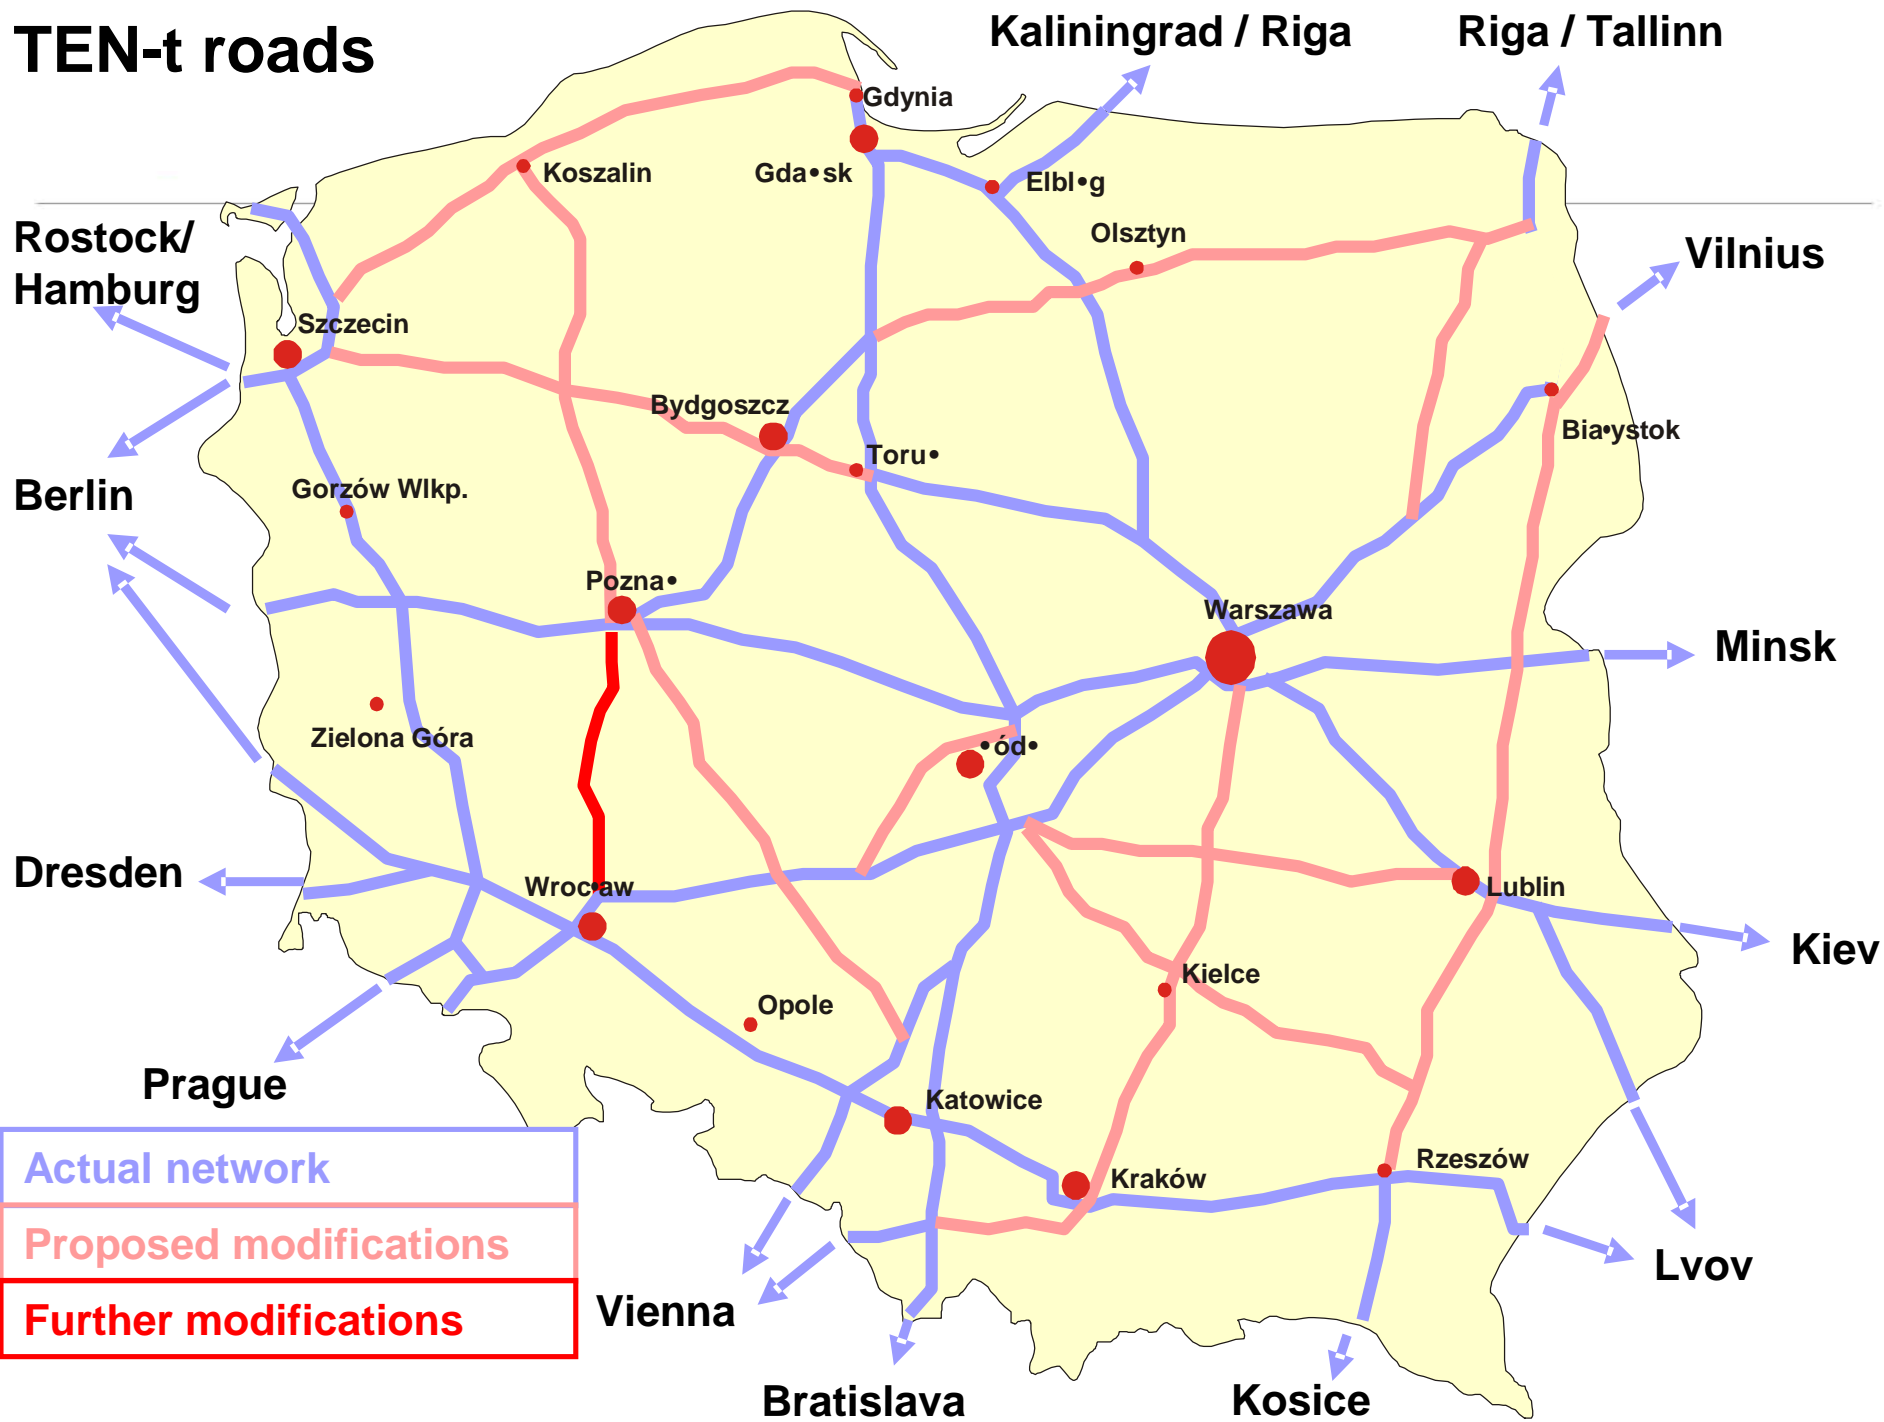 TEN-t roads
Kaliningrad / Riga
Riga / Tallinn
Gdynia
Koszalin
Gda•sk
Elbl•g
Rostock/
Hamburg
Olsztyn
Vilnius
Szczecin
Bydgoszcz
Bia•ystok
Toru•
Berlin
Gorzów Wlkp.
Pozna•
Warszawa
Minsk
Zielona Góra
•ód•
Dresden
Wroc•aw
Lublin
Kiev
Kielce
Opole
Prague
Katowice
Actual network
Rzeszów
Kraków
Proposed modifications
Lvov
Further modifications
Vienna
Bratislava
Kosice